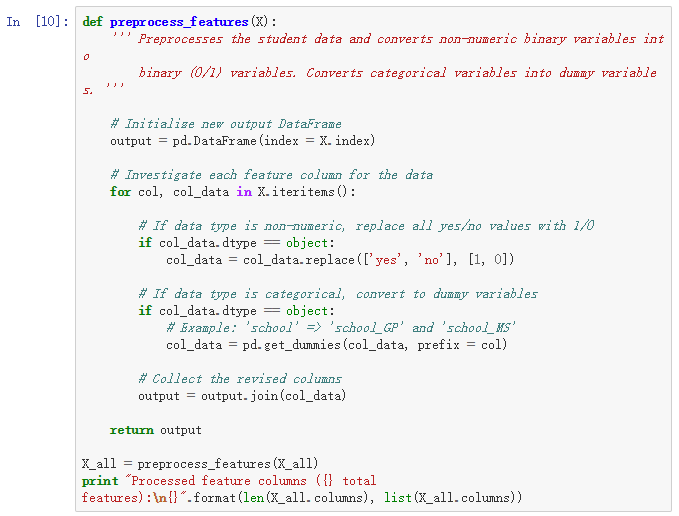 In [10]: def preprocess_features(X):
    ''' Preprocesses the student data and converts non-numeric binary variables int
o
        binary (0/1) variables. Converts categorical variables into dummy variable
s. '''
    # Initialize new output DataFrame
    output = pd.DataFrame(index = X.index)
    # Investigate each feature column for the data
    for col, col_data in X.iteritems():
        # If data type is non-numeric, replace all yes/no values with 1/0
        if col_data.dtype == object:
            col_data = col_data.replace(['yes', 'no'], [1, 0])
        # If data type is categorical, convert to dummy variables
        if col_data.dtype == object:
            # Example: 'school' => 'school_GP' and 'school_MS'
            col_data = pd.get_dummies(col_data, prefix = col)
        # Collect the revised columns
        output = output.join(col_data)
    return output
X_all = preprocess_features(X_all)
print "Processed feature columns ({} total
features):\n{}".format(len(X_all.columns), list(X_all.columns))